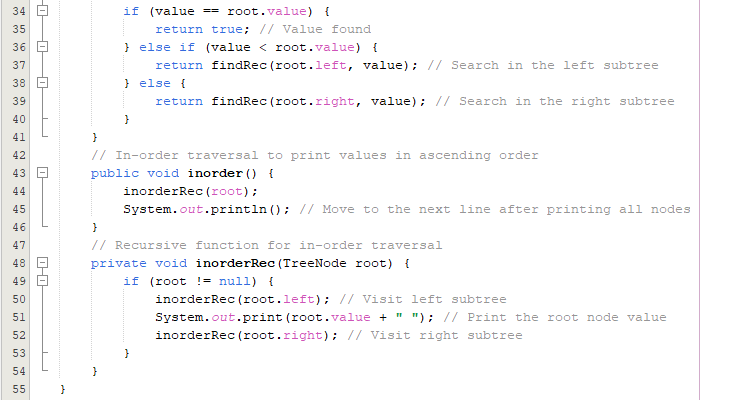 34 if (value == root.value) {
35 return true; // Value found
36 } else if (value < root.value) {
37 return findRec(root.left, value); // Search in the left subtree
38 } else {
39 return findRec(root.right, value); // Search in the right subtree
40 }
41 }
42 // In-order traversal to print values in ascending order
43 public void inorder() {
44 inorderRec(root);
45 System.out.println(); // Move to the next line after printing all nodes
46 }
47 // Recursive function for in-order traversal
48 private void inorderRec(TreeNode root) {
49 if (root != null) {
50 inorderRec(root.left); // Visit left subtree
51 System.out.print(root.value + " "); // Print the root node value
52 inorderRec(root.right); // Visit right subtree
53 }
54 }
55 }